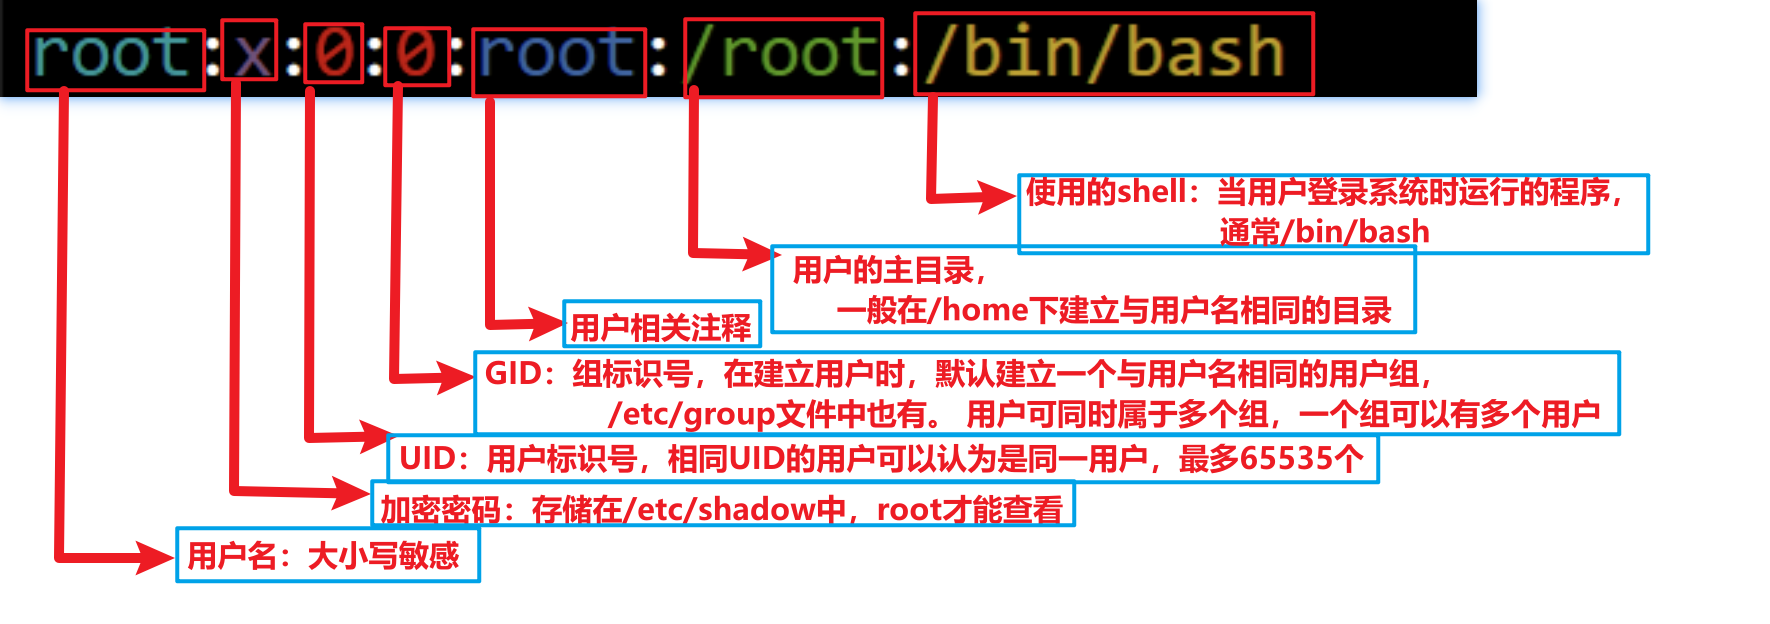 root:x:0:0:root:/root:/bin/bash
使用的shell：当用户登录系统时运行的程序，
通常/bin/bash
用户的主目录，
一般在/home下建立与用户名相同的目录
用户相关注释
GID：组标识号，在建立用户时，默认建立一个与用户名相同的用户组，
/etc/group文件中也有。 用户可同时属于多个组，一个组可以有多个用户
UID：用户标识号，相同UID的用户可以认为是同一用户，最多65535个
加密密码：存储在/etc/shadow中，root才能查看
用户名：大小写敏感